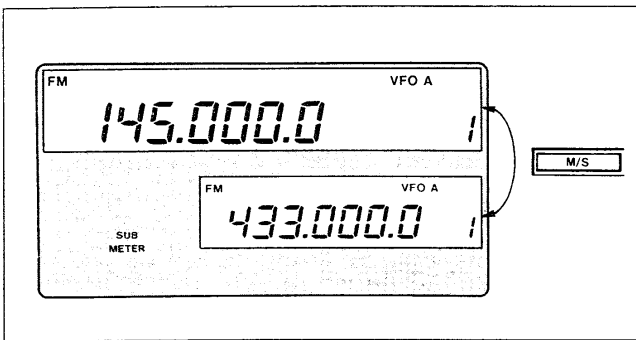 FM VFO A
145.000.0 1
M/S
FM VFO A
433.000.0 1
SUB
METER